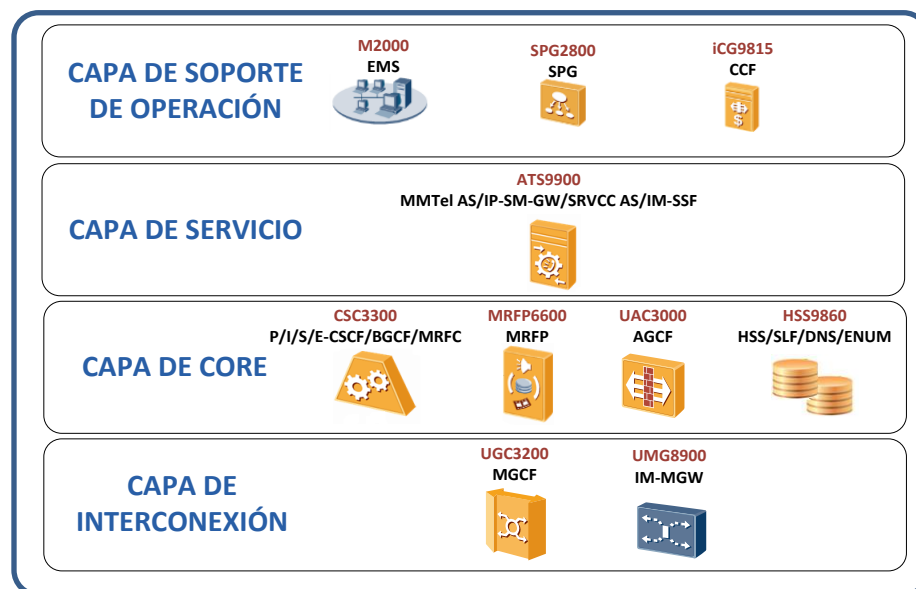 CAPA DE SOPORTE
DE OPERACIÓN
M2000
EMS
SPG2800
SPG
iCG9815
CCF
$
CAPA DE SERVICIO
ATS9900
MMTel AS/IP-SM-GW/SRVCC AS/IM-SSF
CAPA DE CORE
CSC3300
P/I/S/E-CSCF/BGCF/MRFC
MRFP6600
MRFP
UAC3000
AGCF
HSS9860
HSS/SLF/DNS/ENUM
CAPA DE
INTERCONEXIÓN
UGC3200
MGCF
UMG8900
IM-MGW